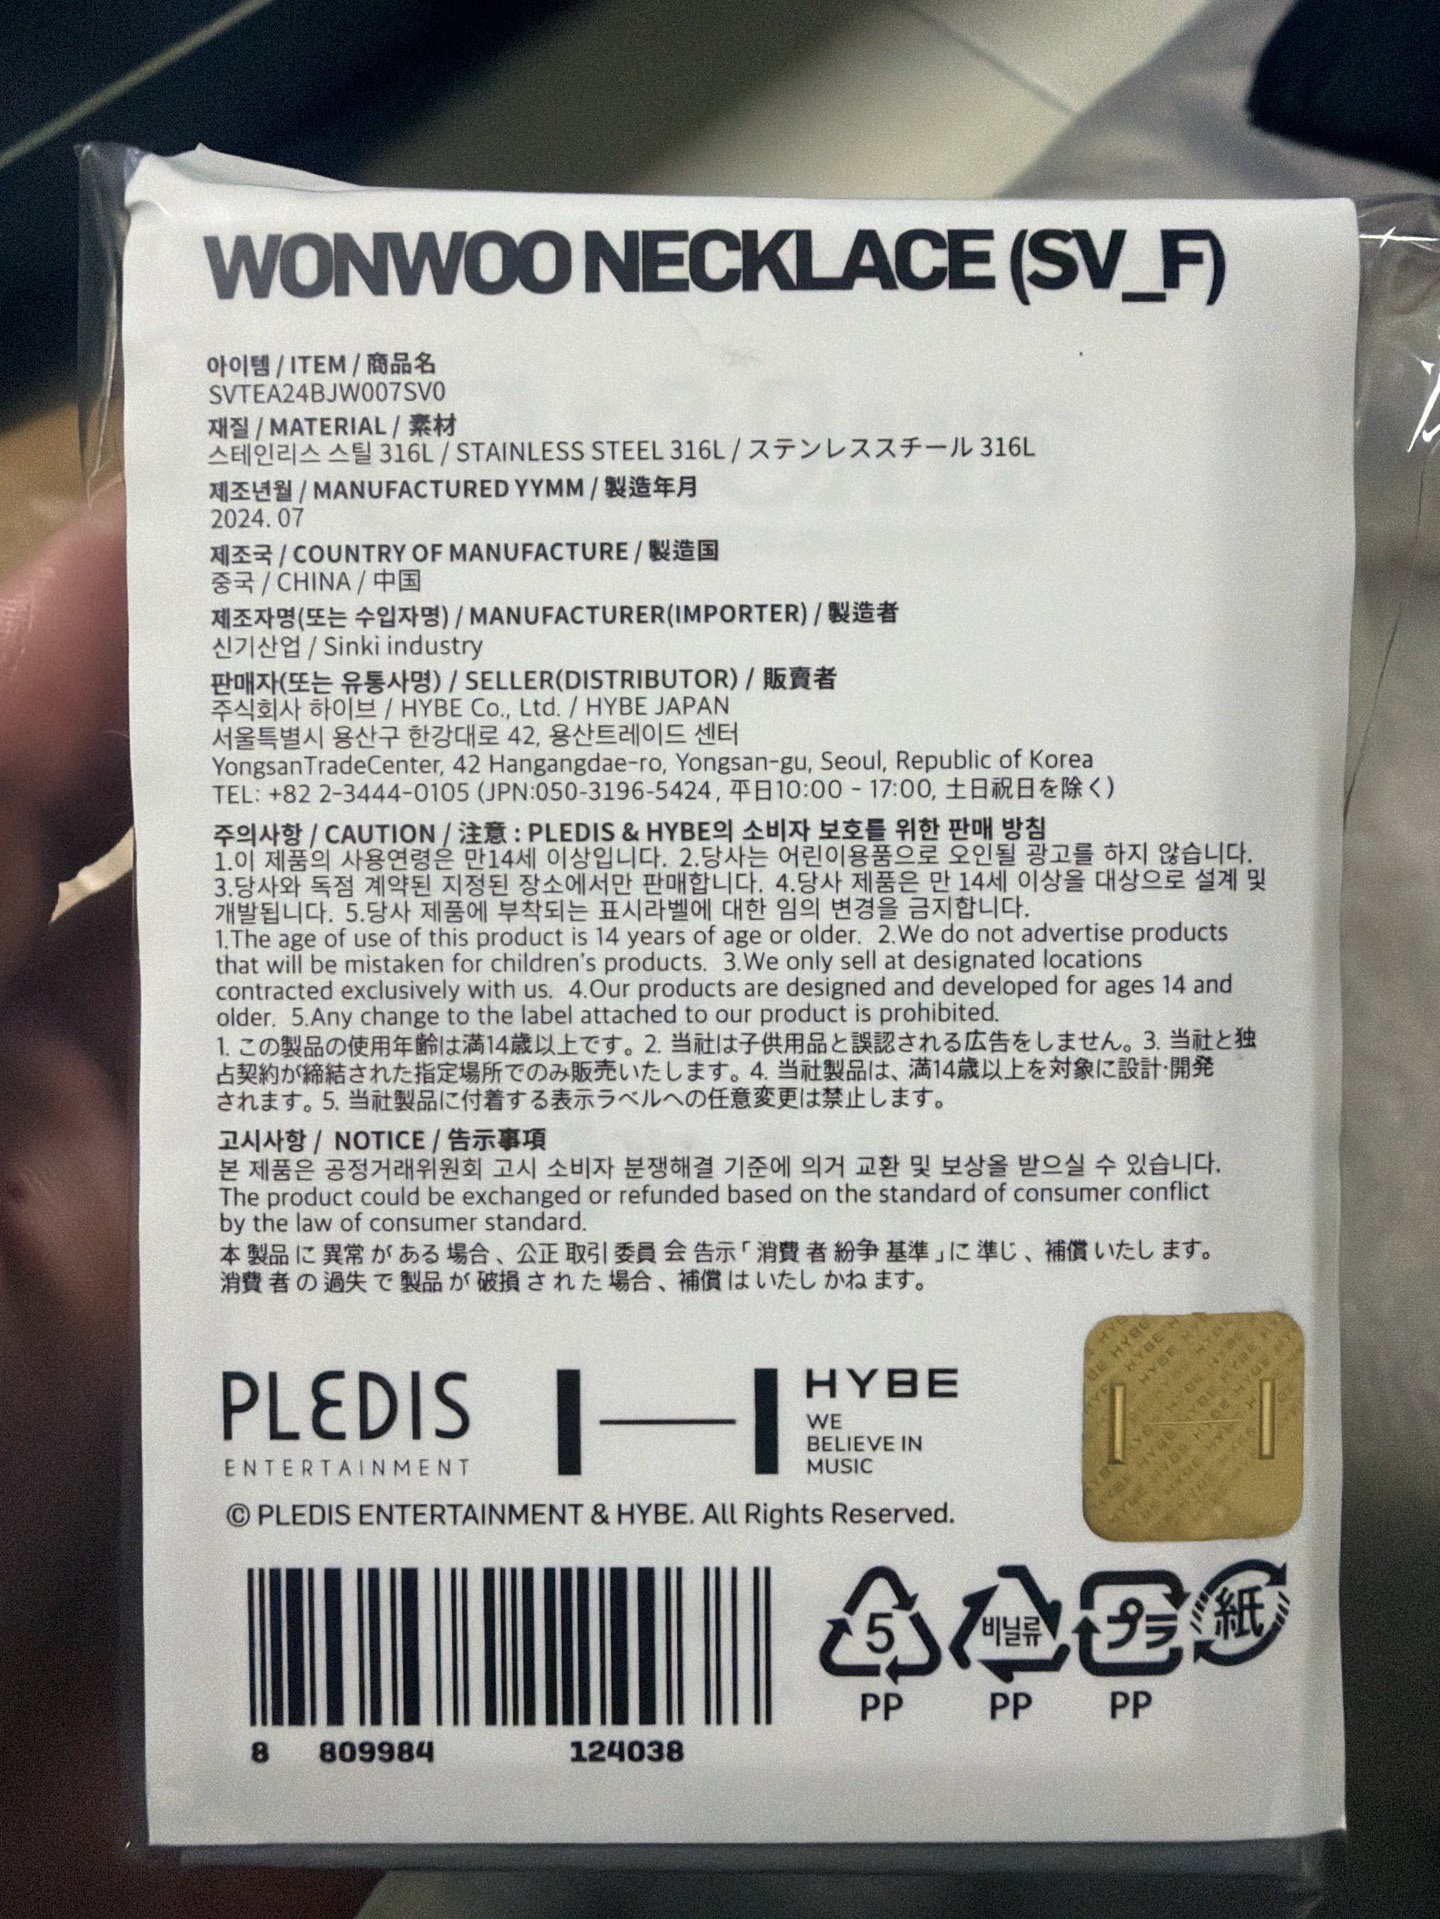 WONWOO NECKLACE (SV_F)
아이템 / ITEM / 商品名
SVTEA24BJW007SV0
재질 / MATERIAL / 素材
스테인리스 스틸 316L / STAINLESS STEEL 316L / ステンレススチール 316L
제조년월 / MANUFACTURED YYMM / 製造年月
2024. 07
제조국 / COUNTRY OF MANUFACTURE / 製造国
중국 / CHINA / 中国
제조자명(또는 수입자명) / MANUFACTURER(IMPORTER) / 製造者
신기산업 / Sinki industry
판매자(또는 유통사명) / SELLER(DISTRIBUTOR) / 販賣者
주식회사 하이브 / HYBE Co., Ltd. / HYBE JAPAN
서울특별시 용산구 한강대로 42, 용산트레이드 센터
YongsanTradeCenter, 42 Hangangdae-ro, Yongsan-gu, Seoul, Republic of Korea
TEL: +82 2-3444-0105 (JPN:050-3196-5424, 平日10:00 - 17:00, 土日祝日を除く)
주의사항 / CAUTION / 注意 : PLEDIS & HYBE의 소비자 보호를 위한 판매 방침
1.이 제품의 사용연령은 만14세 이상입니다. 2.당사는 어린이용품으로 오인될 광고를 하지 않습니다.
3.당사와 독점 계약된 지정된 장소에서만 판매합니다. 4.당사 제품은 만 14세 이상을 대상으로 설계 및
개발됩니다. 5.당사 제품에 부착되는 표시라벨에 대한 임의 변경을 금지합니다.
1.The age of use of this product is 14 years of age or older. 2.We do not advertise products
that will be mistaken for children's products. 3.We only sell at designated locations
contracted exclusively with us. 4.Our products are designed and developed for ages 14 and
older. 5.Any change to the label attached to our product is prohibited.
1. この製品の使用年齢は満14歳以上です。2. 当社は子供用品と誤認される広告をしません。3. 当社と独
占契約が締結された指定場所でのみ販売いたします。4. 当社製品は、満14歳以上を対象に設計·開発
されます。5. 当社製品に付着する表示ラベルへの任意変更は禁止します。
고시사항 / NOTICE / 告示事項
본 제품은 공정거래위원회 고시 소비자 분쟁해결 기준에 의거 교환 및 보상을 받으실 수 있습니다.
The product could be exchanged or refunded based on the standard of consumer conflict
by the law of consumer standard.
本製品に異常がある場合、公正取引委員会告示「消費者紛争基準」に準じ、補償いたします。
消費者の過失で製品が破損された場合、補償はいたしかねます。
PLEDIS
ENTERTAINMENT
HYBE
WE
BELIEVE IN
MUSIC
© PLEDIS ENTERTAINMENT & HYBE. All Rights Reserved.
5 비닐류 プラ 紙
PP PP PP
8 809984 124038